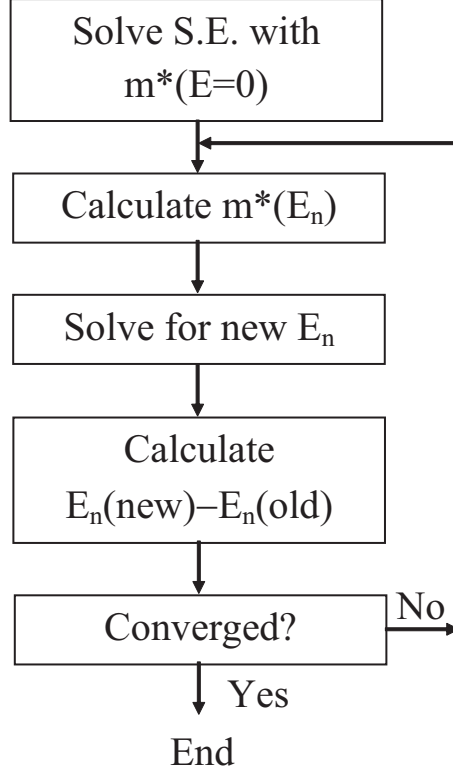 Solve S.E. with
m*(E=0)
Calculate m*(Eₙ)
Solve for new Eₙ
Calculate
Eₙ(new)−Eₙ(old)
Converged?
No
Yes
End